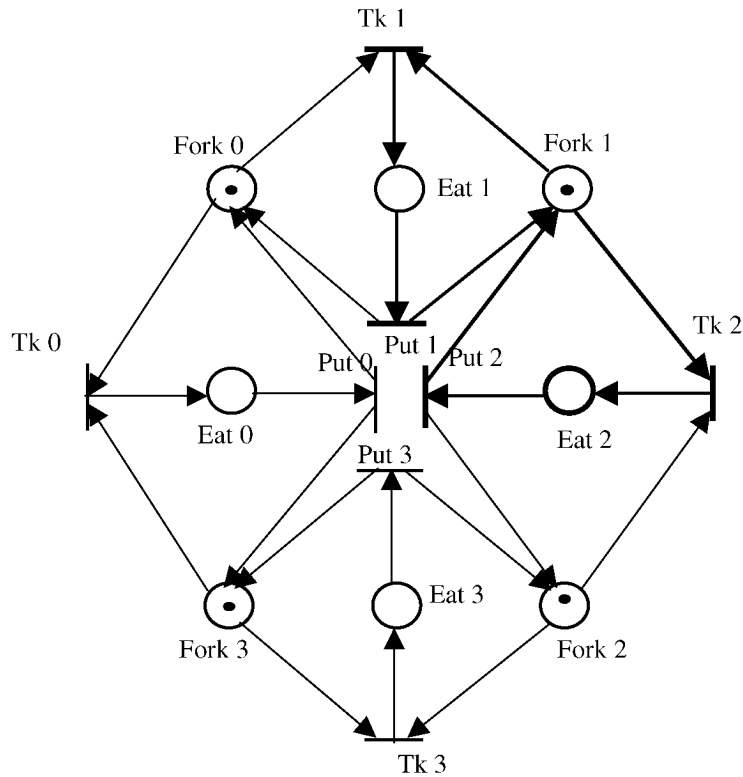 Tk 1
Fork 0
Fork 1
Eat 1
Tk 0
Tk 2
Put 1
Put 0
Put 2
Eat 0
Eat 2
Put 3
Eat 3
Fork 3
Fork 2
Tk 3